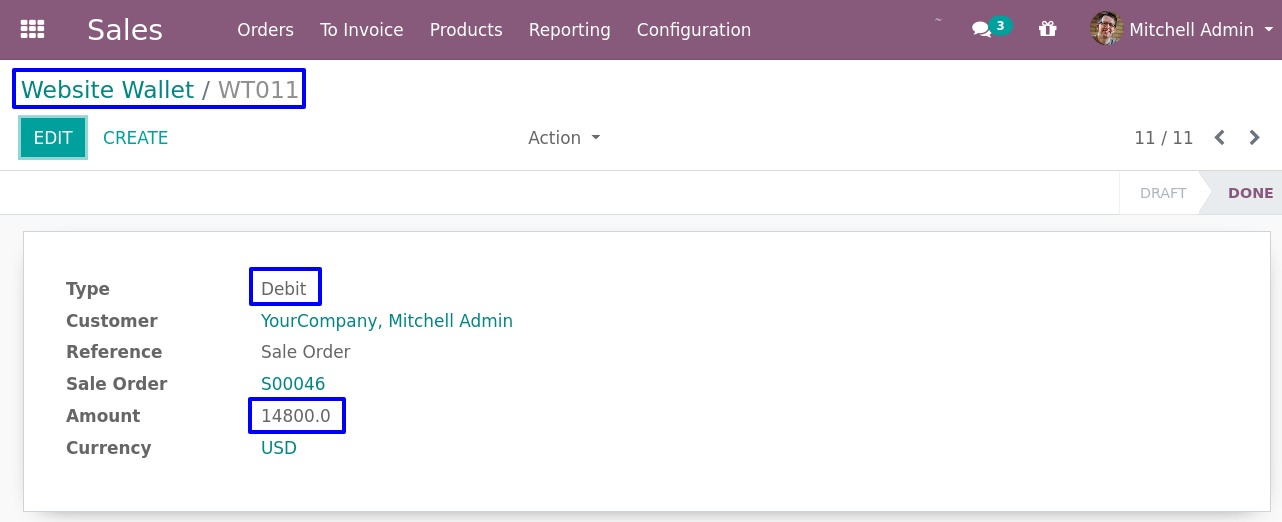 Sales Orders To Invoice Products Reporting Configuration 3 Mitchell Admin
Website Wallet / WT011
EDIT CREATE Action 11 / 11
DRAFT DONE
Type Debit
Customer YourCompany, Mitchell Admin
Reference Sale Order
Sale Order S00046
Amount 14800.0
Currency USD